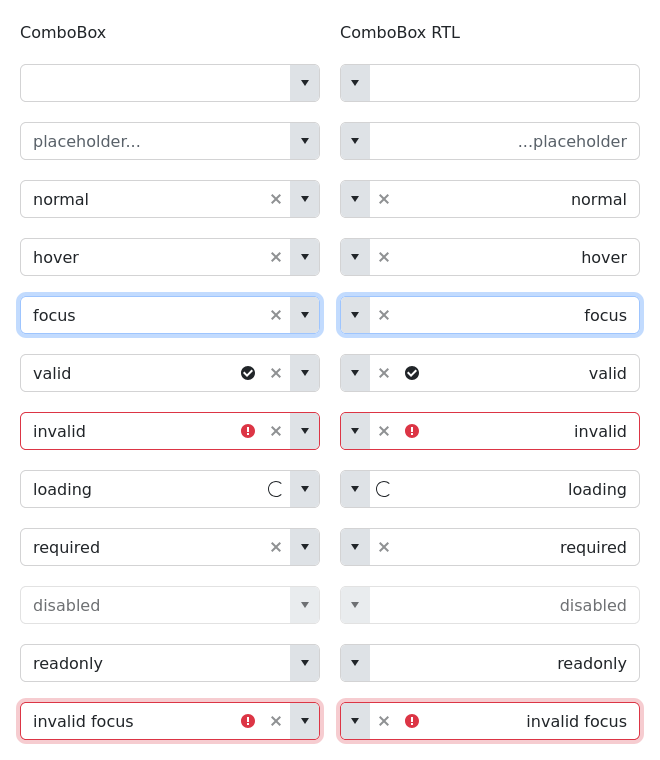 ComboBox
ComboBox RTL
placeholder...
...placeholder
normal
normal
hover
hover
focus
focus
valid
valid
invalid
invalid
loading
loading
required
required
disabled
disabled
readonly
readonly
invalid focus
invalid focus